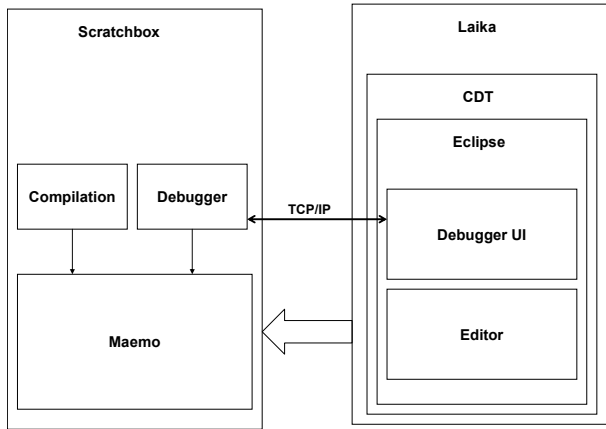 Scratchbox
Laika
CDT
Eclipse
Compilation
Debugger
TCP/IP
Debugger UI
Maemo
Editor